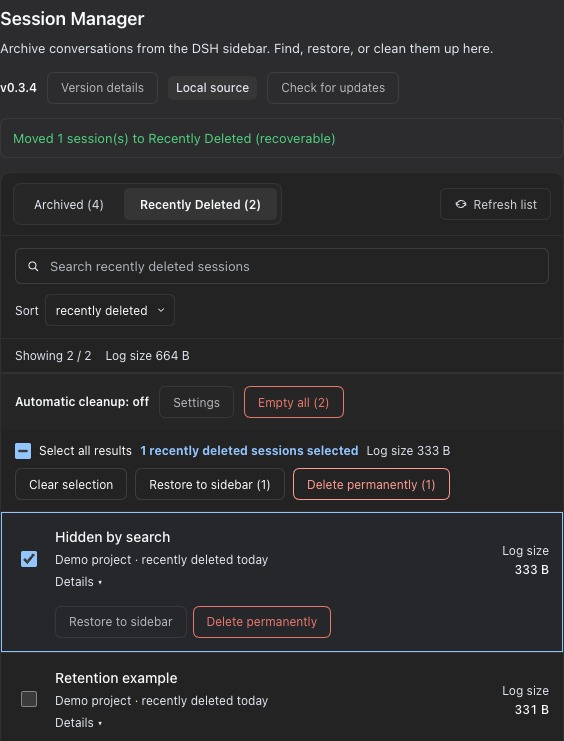 Session Manager
Archive conversations from the DSH sidebar. Find, restore, or clean them up here.
v0.3.4 Version details Local source Check for updates
Moved 1 session(s) to Recently Deleted (recoverable)
Archived (4) Recently Deleted (2) Refresh list
Search recently deleted sessions
Sort recently deleted
Showing 2 / 2 Log size 664 B
Automatic cleanup: off Settings Empty all (2)
Select all results 1 recently deleted sessions selected Log size 333 B
Clear selection Restore to sidebar (1) Delete permanently (1)
Hidden by search
Demo project · recently deleted today
Details
Log size
333 B
Restore to sidebar Delete permanently
Retention example
Demo project · recently deleted today
Details
Log size
331 B